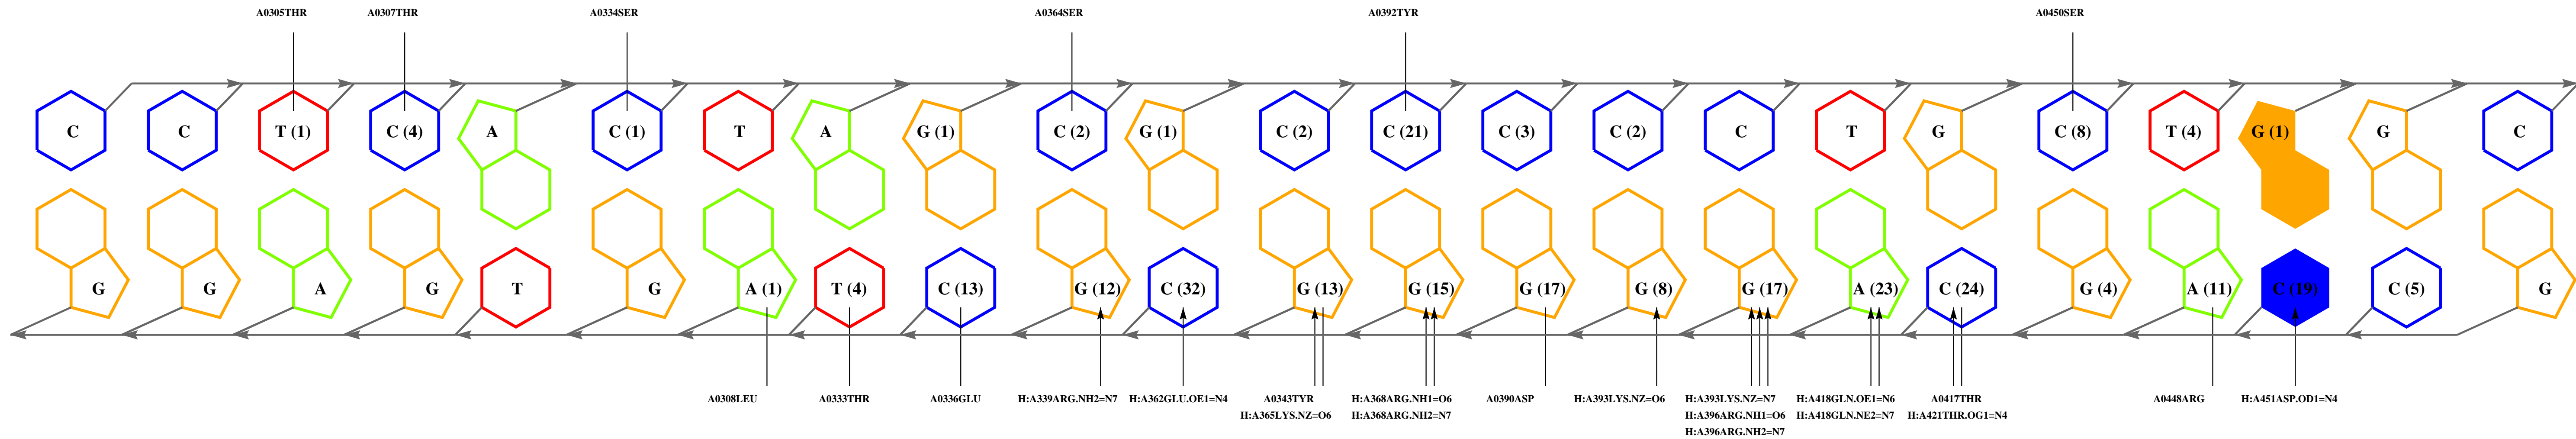 A0305THR A0307THR A0334SER A0364SER A0392TYR A0450SER
C C T (1) C (4) A C (1) T A G (1) C (2) G (1) C (2) C (21) C (3) C (2) C T G C (8) T (4) G (1) G C
G G A G T G A (1) T (4) C (13) G (12) C (32) G (13) G (15) G (17) G (8) G (17) A (23) C (24) G (4) A (11) C (19) C (5) G
A0308LEU A0333THR A0336GLU H:A339ARG.NH2=N7 H:A362GLU.OE1=N4 A0343TYR H:A368ARG.NH1=O6 A0390ASP H:A393LYS.NZ=O6 H:A393LYS.NZ=N7 H:A418GLN.OE1=N6 A0417THR A0448ARG H:A451ASP.OD1=N4
H:A365LYS.NZ=O6 H:A368ARG.NH2=N7 H:A396ARG.NH1=O6 H:A418GLN.NE2=N7 H:A421THR.OG1=N4
H:A396ARG.NH2=N7